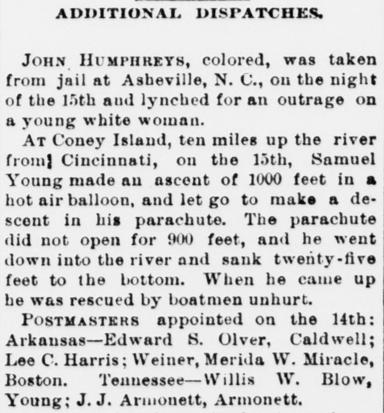 ADDITIONAL DISPATCHES.
JOHN HUMPHREYS, colored, was taken
from jail at Asheville, N. C., on the night
of the 15th and lynched for an outrage on
a young white woman.
AT Coney Island, ten miles up the river
from Cincinnati, on the 15th, Samuel
Young made an ascent of 1000 feet in a
hot air balloon, and let go to make a de-
scent in his parachute. The parachute
did not open for 900 feet, and he went
down into the river and sank twenty-five
feet to the bottom. When he came up
he was rescued by boatmen unhurt.
POSTMASTERS appointed on the 14th:
Arkansas—Edward S. Olver, Caldwell;
Lee C. Harris; Weiner, Merida W. Miracle,
Boston. Tennessee—Willis W. Blow,
Young; J. J. Armonett, Armonett.